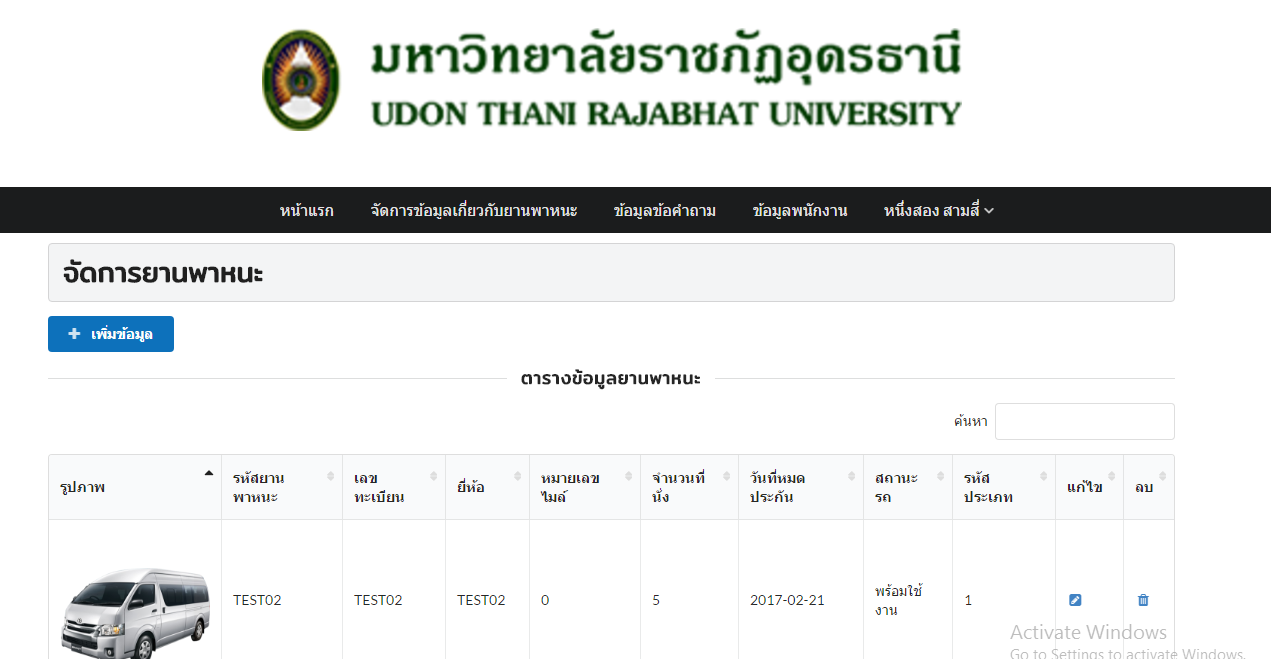 มหาวิทยาลัยราชภัฏอุดรธานี
UDON THANI RAJABHAT UNIVERSITY
หน้าแรก จัดการข้อมูลเกี่ยวกับยานพาหนะ ข้อมูลข้อคำถาม ข้อมูลพนักงาน หนึ่งสอง สามสี่
จัดการยานพาหนะ
เพิ่มข้อมูล
ตารางข้อมูลยานพาหนะ
ค้นหา
รูปภาพ
รหัสยาน
พาหนะ
เลข
ทะเบียน
ยี่ห้อ
หมายเลข
ไมล์
จำนวนที่
นั่ง
วันที่หมด
ประกัน
สถานะ
รถ
รหัส
ประเภท
แก้ไข
ลบ
TEST02
TEST02
TEST02
0
5
2017-02-21
พร้อมใช้
งาน
1
Activate Windows
Go to Settings to activate Windows.